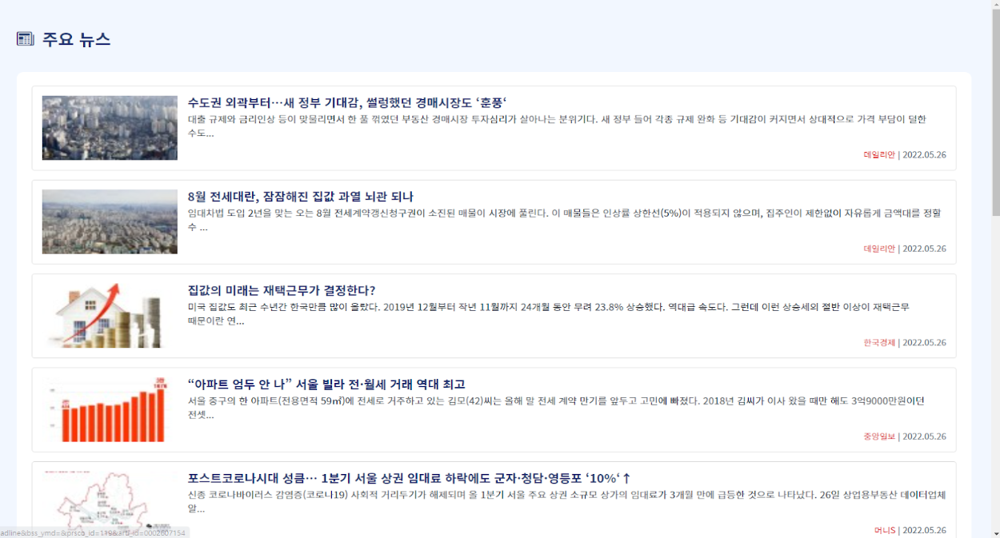 주요 뉴스
수도권 외곽부터…새 정부 기대감, 썰렁했던 경매시장도 ‘훈풍‘
대출 규제와 금리인상 등이 맞물리면서 한 풀 꺾였던 부동산 경매시장 투자심리가 살아나는 분위기다. 새 정부 들어 각종 규제 완화 등 기대감이 커지면서 상대적으로 가격 부담이 덜한
수도...
데일리안 | 2022.05.26
8월 전세대란, 잠잠해진 집값 과열 뇌관 되나
임대차법 도입 2년을 맞는 오는 8월 전세계약갱신청구권이 소진된 매물이 시장에 풀린다. 이 매물들은 인상률 상한선(5%)이 적용되지 않으며, 집주인이 제한없이 자유롭게 금액대를 정할
수 ...
데일리안 | 2022.05.26
집값의 미래는 재택근무가 결정한다?
미국 집값도 최근 수년간 한국만큼 많이 올랐다. 2019년 12월부터 작년 11월까지 24개월 동안 무려 23.8% 상승했다. 역대급 속도다. 그런데 이런 상승세의 절반 이상이 재택근무
때문이란 연...
한국경제 | 2022.05.26
“아파트 엄두 안 나” 서울 빌라 전·월세 거래 역대 최고
서울 중구의 한 아파트(전용면적 59㎡)에 전세로 거주하고 있는 김모(42)씨는 올해 말 전세 계약 만기를 앞두고 고민에 빠졌다. 2018년 김씨가 이사 왔을 때만 해도 3억9000만원이던
전셋...
중앙일보 | 2022.05.26
포스트코로나시대 성큼… 1분기 서울 상권 임대료 하락에도 군자·청담·영등포 ‘10%‘↑
신종 코로나바이러스 감염증(코로나19) 사회적 거리두기가 해제되며 올 1분기 서울 주요 상권 소규모 상가의 임대료가 3개월 만에 급등한 것으로 나타났다. 26일 상업용부동산 데이터업체
알...
머니S | 2022.05.26
adline&bss_ymd=&prsco_id=119&arti_id=0002607154